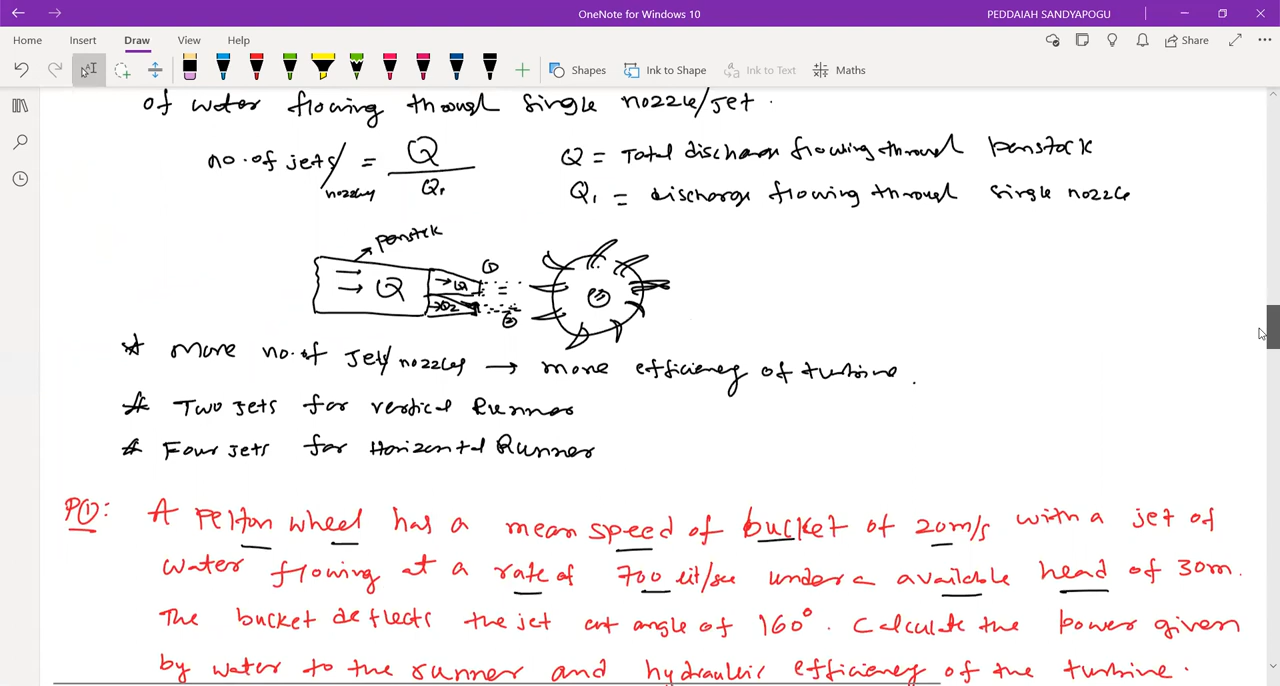 OneNote for Windows 10
PEDDAIAH SANDYAPOGU
Home Insert Draw View Help
Shapes Ink to Shape Ink to Text Maths Share
of water flowing through single nozzle/jet.
no. of jets/nozzles = Q/Q1
Q = Total discharge flowing through penstock
Q1 = discharge flowing through single nozzle
penstock
Q Q1 ① =
Q2 ②
* More no. of Jets/nozzles → more efficiency of turbine.
* Two jets for vertical Runner
* Four jets for Horizontal Runner
P①: A pelton wheel has a mean speed of bucket of 20m/s with a jet of
water flowing at a rate of 700 lit/sec under a available head of 30m.
The bucket deflects the jet at angle of 160°. Calculate the power given
by water to the runner and hydraulic efficiency of the turbine.